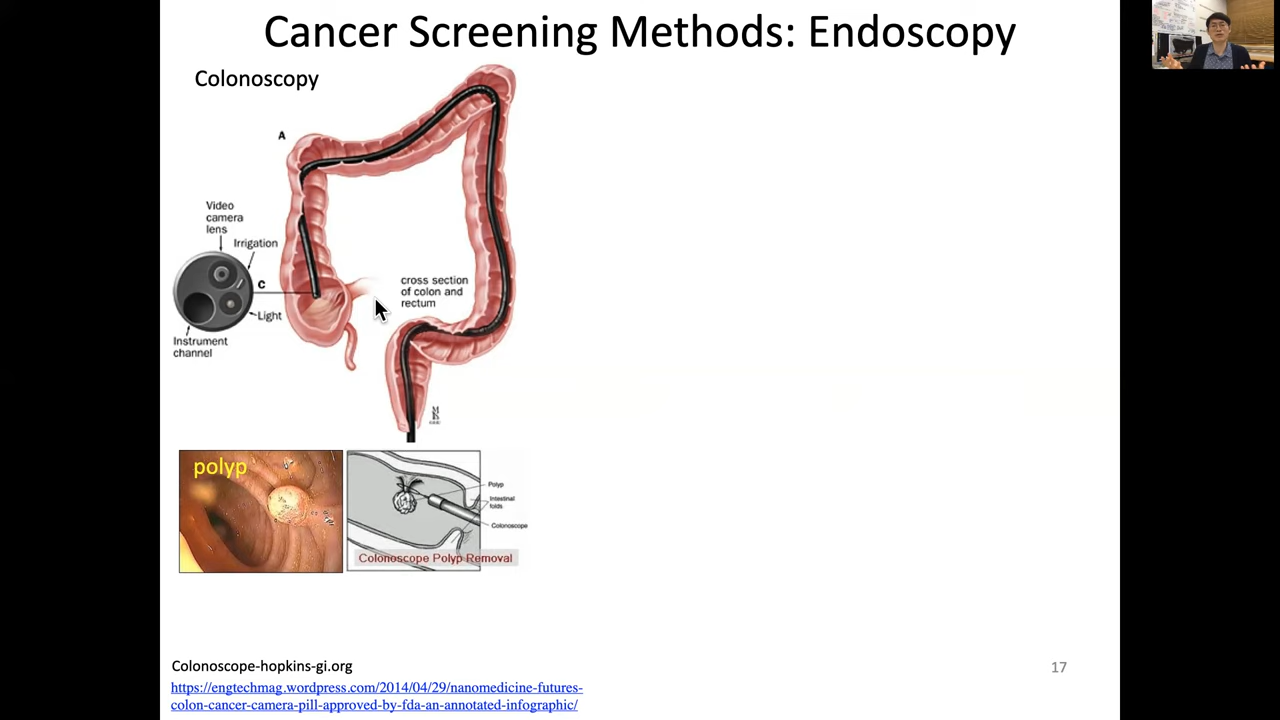 Cancer Screening Methods: Endoscopy
Colonoscopy
A
Video
camera
lens
Irrigation
C
Light
Instrument
channel
cross section
of colon and
rectum
polyp
Polyp
Intestinal
folds
Colonoscope
Colonoscope Polyp Removal
Colonoscope-hopkins-gi.org
17
https://engtechmag.wordpress.com/2014/04/29/nanomedicine-futures-
colon-cancer-camera-pill-approved-by-fda-an-annotated-infographic/